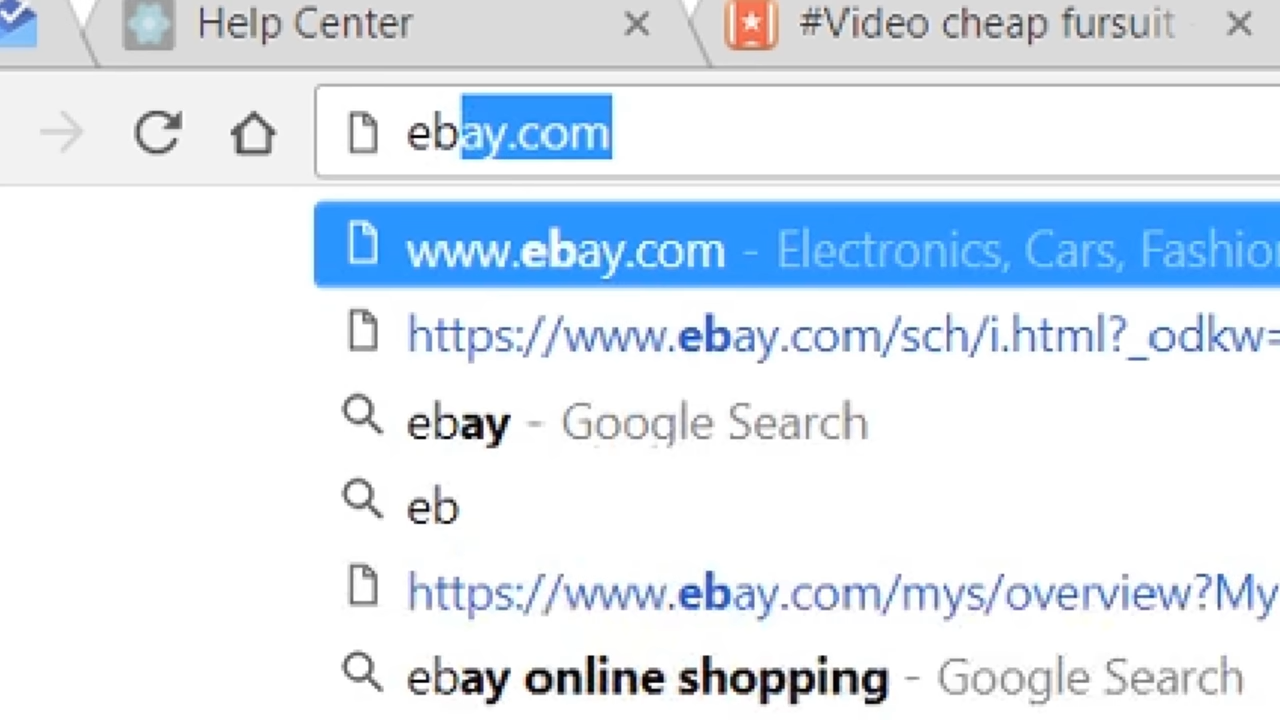 Help Center
#Video cheap fursuit
ebay.com
www.ebay.com - Electronics, Cars, Fashio
https://www.ebay.com/sch/i.html?_odkw=
ebay - Google Search
eb
https://www.ebay.com/mys/overview?My
ebay online shopping - Google Search